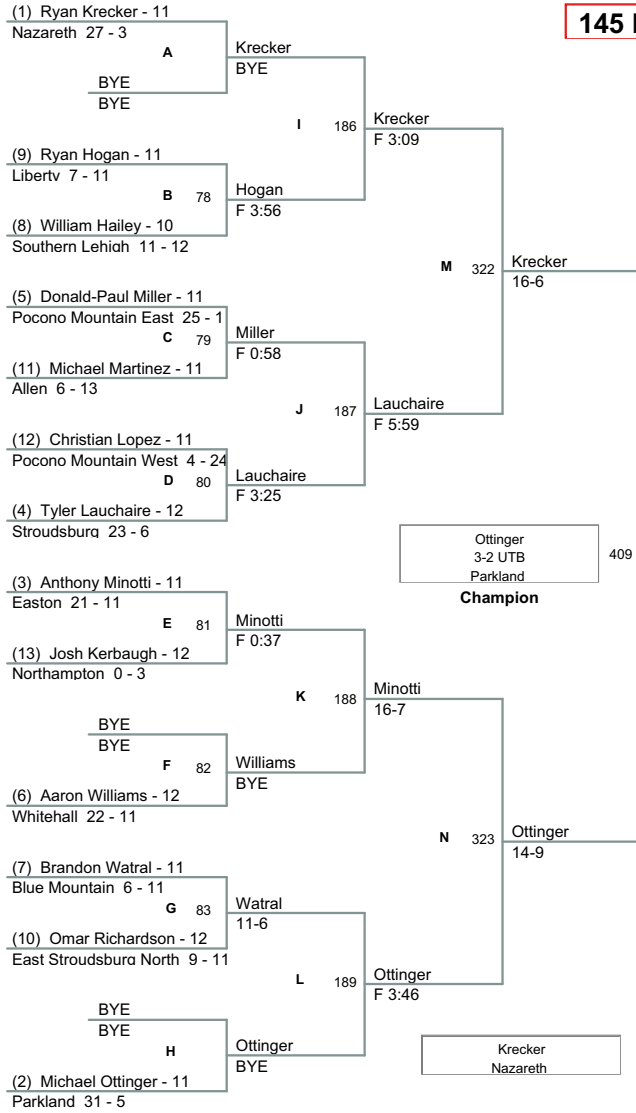 (1) Ryan Krecker - 11
145
Nazareth 27 - 3
A
Krecker
BYE
BYE
BYE
I 186
Krecker
F 3:09
(9) Ryan Hogan - 11
Liberty 7 - 11
B 78
Hogan
F 3:56
(8) William Hailey - 10
Southern Lehigh 11 - 12
M 322
Krecker
16-6
(5) Donald-Paul Miller - 11
Pocono Mountain East 25 - 1
C 79
Miller
F 0:58
(11) Michael Martinez - 11
Allen 6 - 13
J 187
Lauchaire
F 5:59
(12) Christian Lopez - 11
Pocono Mountain West 4 - 24
D 80
Lauchaire
F 3:25
(4) Tyler Lauchaire - 12
Stroudsburg 23 - 6
Ottinger
3-2 UTB
409
Parkland
Champion
(3) Anthony Minotti - 11
Easton 21 - 11
E 81
Minotti
F 0:37
(13) Josh Kerbaugh - 12
Northampton 0 - 3
K 188
Minotti
16-7
BYE
BYE
F 82
Williams
BYE
(6) Aaron Williams - 12
Whitehall 22 - 11
N 323
Ottinger
14-9
(7) Brandon Watral - 11
Blue Mountain 6 - 11
G 83
Watral
11-6
(10) Omar Richardson - 12
East Stroudsburg North 9 - 11
L 189
Ottinger
F 3:46
BYE
BYE
H
Ottinger
BYE
(2) Michael Ottinger - 11
Parkland 31 - 5
Krecker
Nazareth